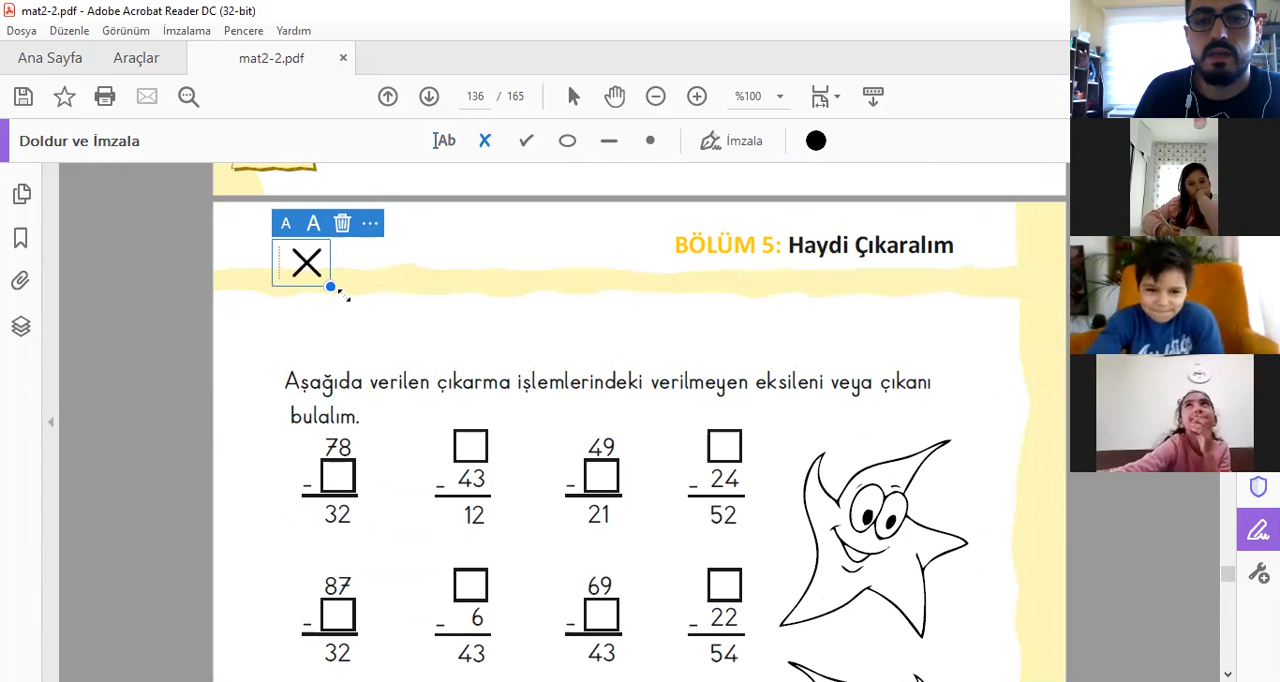 mat2-2.pdf - Adobe Acrobat Reader DC (32-bit)
Dosya Düzenle Görünüm İmzalama Pencere Yardım
Ana Sayfa Araçlar mat2-2.pdf ×
136 / 165 %100
Doldur ve İmzala IAb İmzala
A A ...
BÖLÜM 5: Haydi Çıkaralım
Aşağıda verilen çıkarma işlemlerindeki verilmeyen eksileni veya çıkanı
bulalım.
78 49
- - 43 - - 24
32 12 21 52
87 69
- - 6 - - 22
32 43 43 54